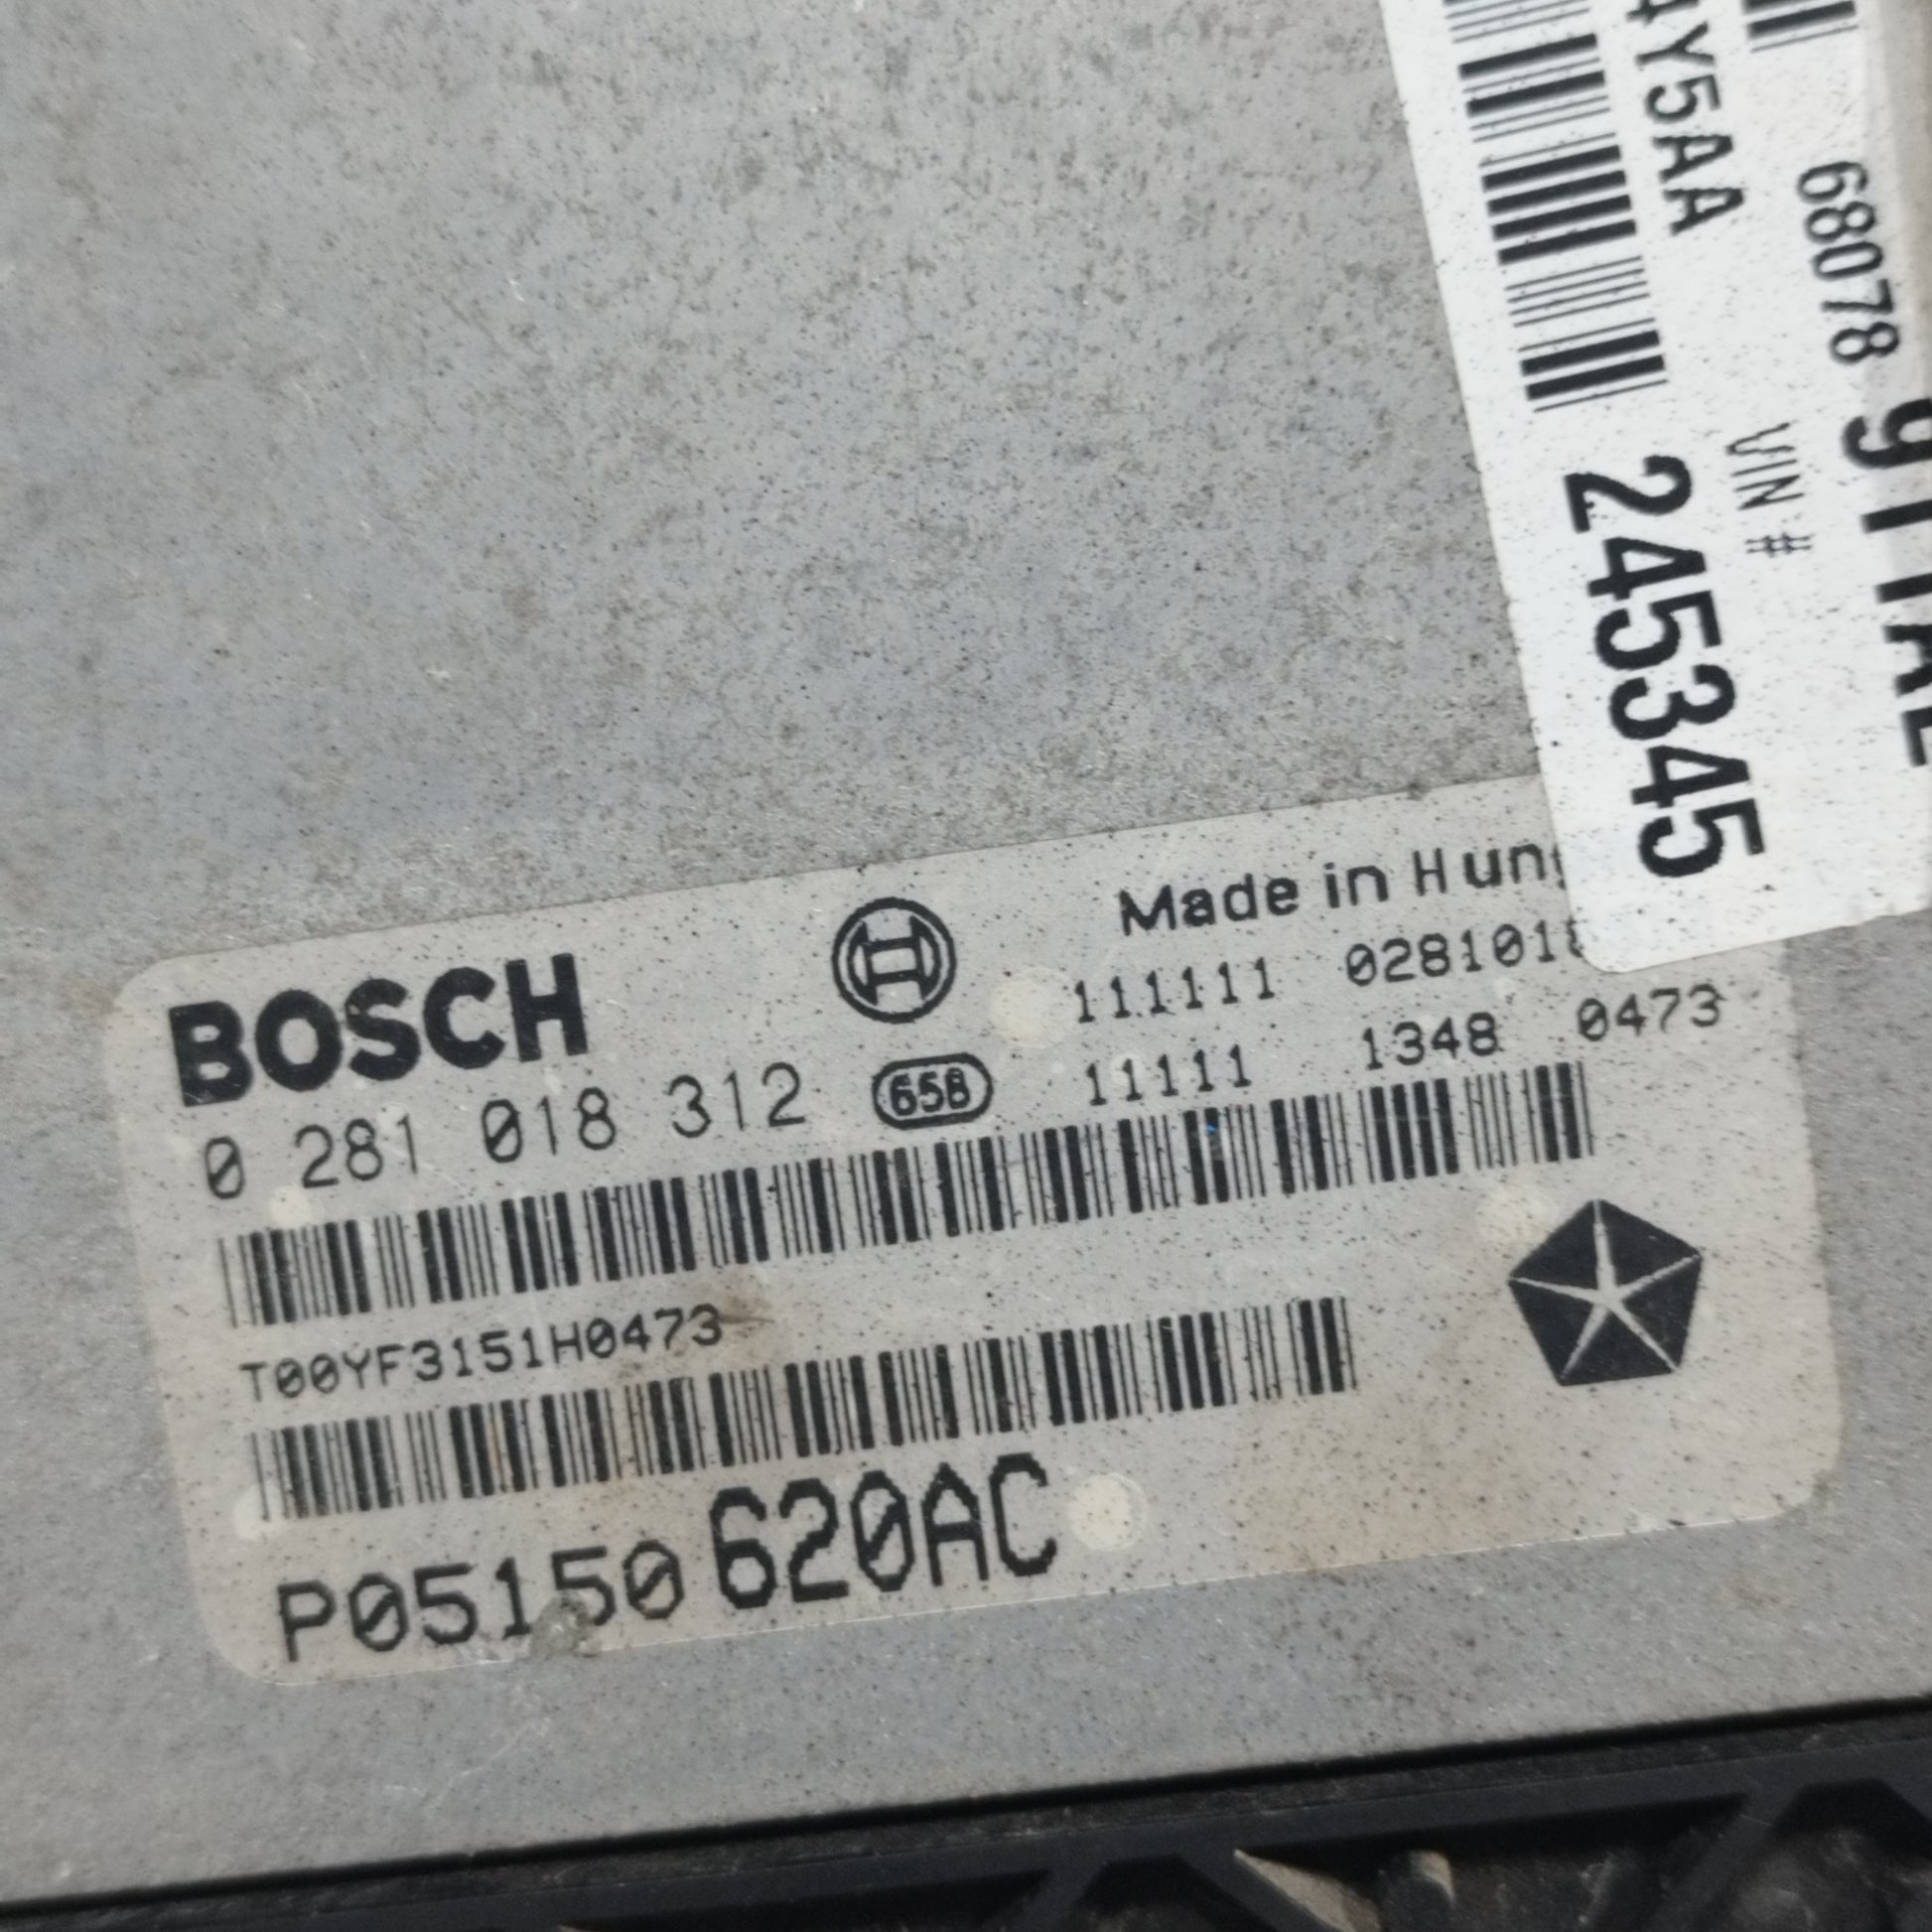 4Y5AA
68078
VIN #
245345
BOSCH
Made in Hun
0 281 018 312
658
111111 0281018
11111 1348 0473
T00YF3151H0473
P05150620AC